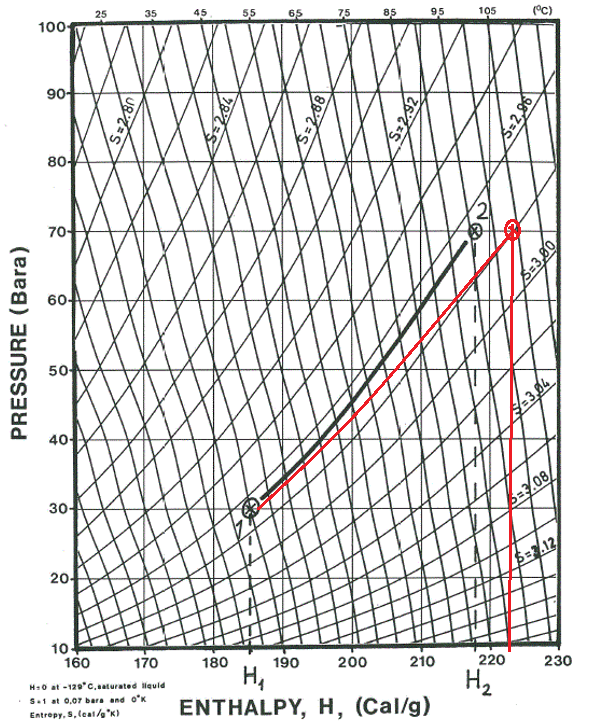 25 35 45 55 65 75 85 95 105 (°C)
100
90
80
70
60
50
40
30
20
10
PRESSURE (Bara)
S=2.80
S=2.84
S=2.88
S=2.92
S=2.96
S=3.00
S=3.04
S=3.08
S=3.12
2
1
160 170 180 190 200 210 220 230
H1
H2
H=0 at -129°C, saturated liquid
S=1 at 0,07 bara and 0°K
Entropy, S, (cal/g°K)
ENTHALPY, H, (Cal/g)